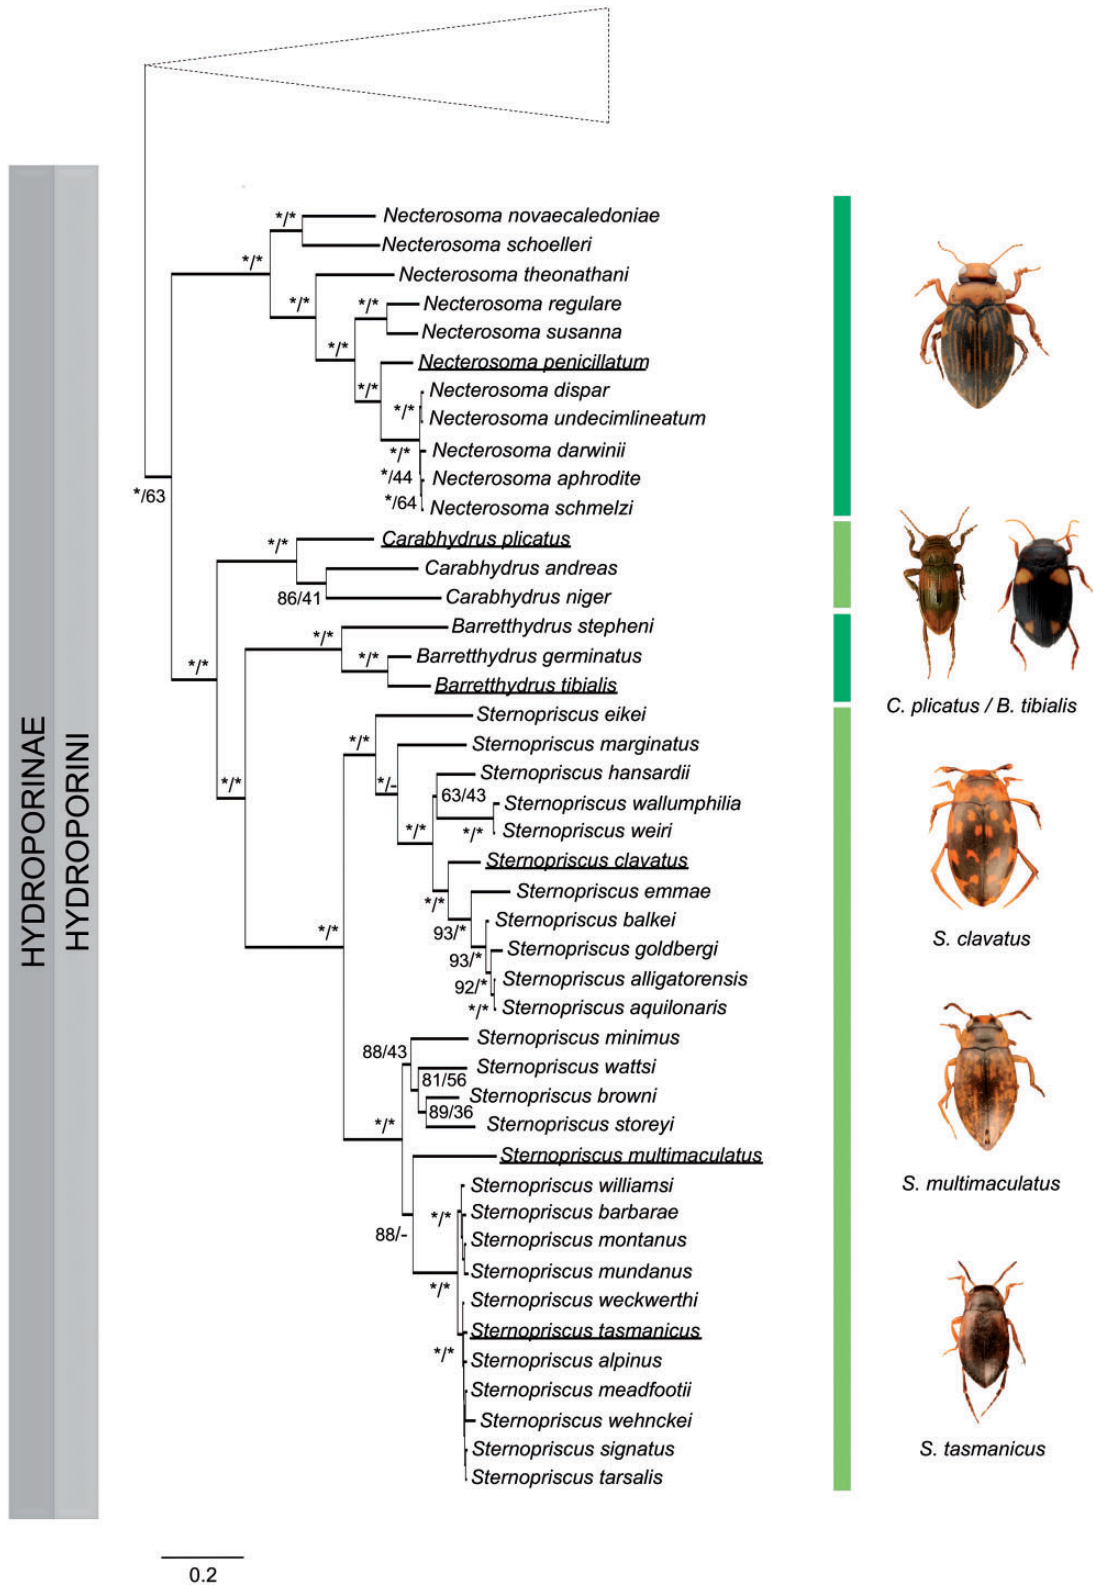 HYDROPORINAE
HYDROPORINI
*/*
Necterosoma novaecaledoniae
Necterosoma schoelleri
*/*
Necterosoma theonathani
*/*
*/*
Necterosoma regulare
*/*
Necterosoma susanna
*/*
Necterosoma penicillatum
Necterosoma dispar
*/*
Necterosoma undecimlineatum
*/*
Necterosoma darwinii
*/44
Necterosoma aphrodite
*/64
Necterosoma schmelzi
*/63
*/*
Carabhydrus plicatus
Carabhydrus andreas
86/41
Carabhydrus niger
*/*
Barretthydrus stepheni
*/*
Barretthydrus germinatus
*/*
Barretthydrus tibialis
C. plicatus / B. tibialis
Sternopriscus eikei
*/*
Sternopriscus marginatus
*/*
*/-
Sternopriscus hansardii
63/43
Sternopriscus wallumphilia
*/*
*/*
Sternopriscus weiri
Sternopriscus clavatus
*/*
Sternopriscus emmae
93/*
Sternopriscus balkei
*/*
S. clavatus
93/*
Sternopriscus goldbergi
92/*
Sternopriscus alligatorensis
*/*
Sternopriscus aquilonaris
Sternopriscus minimus
88/43
Sternopriscus wattsi
81/56
Sternopriscus browni
89/36
Sternopriscus storeyi
*/*
Sternopriscus multimaculatus
S. multimaculatus
Sternopriscus williamsi
*/*
Sternopriscus barbarae
88/-
Sternopriscus montanus
Sternopriscus mundanus
*/*
Sternopriscus weckwerthi
Sternopriscus tasmanicus
*/*
Sternopriscus alpinus
Sternopriscus meadfootii
Sternopriscus wehnckei
Sternopriscus signatus
S. tasmanicus
Sternopriscus tarsalis
0.2